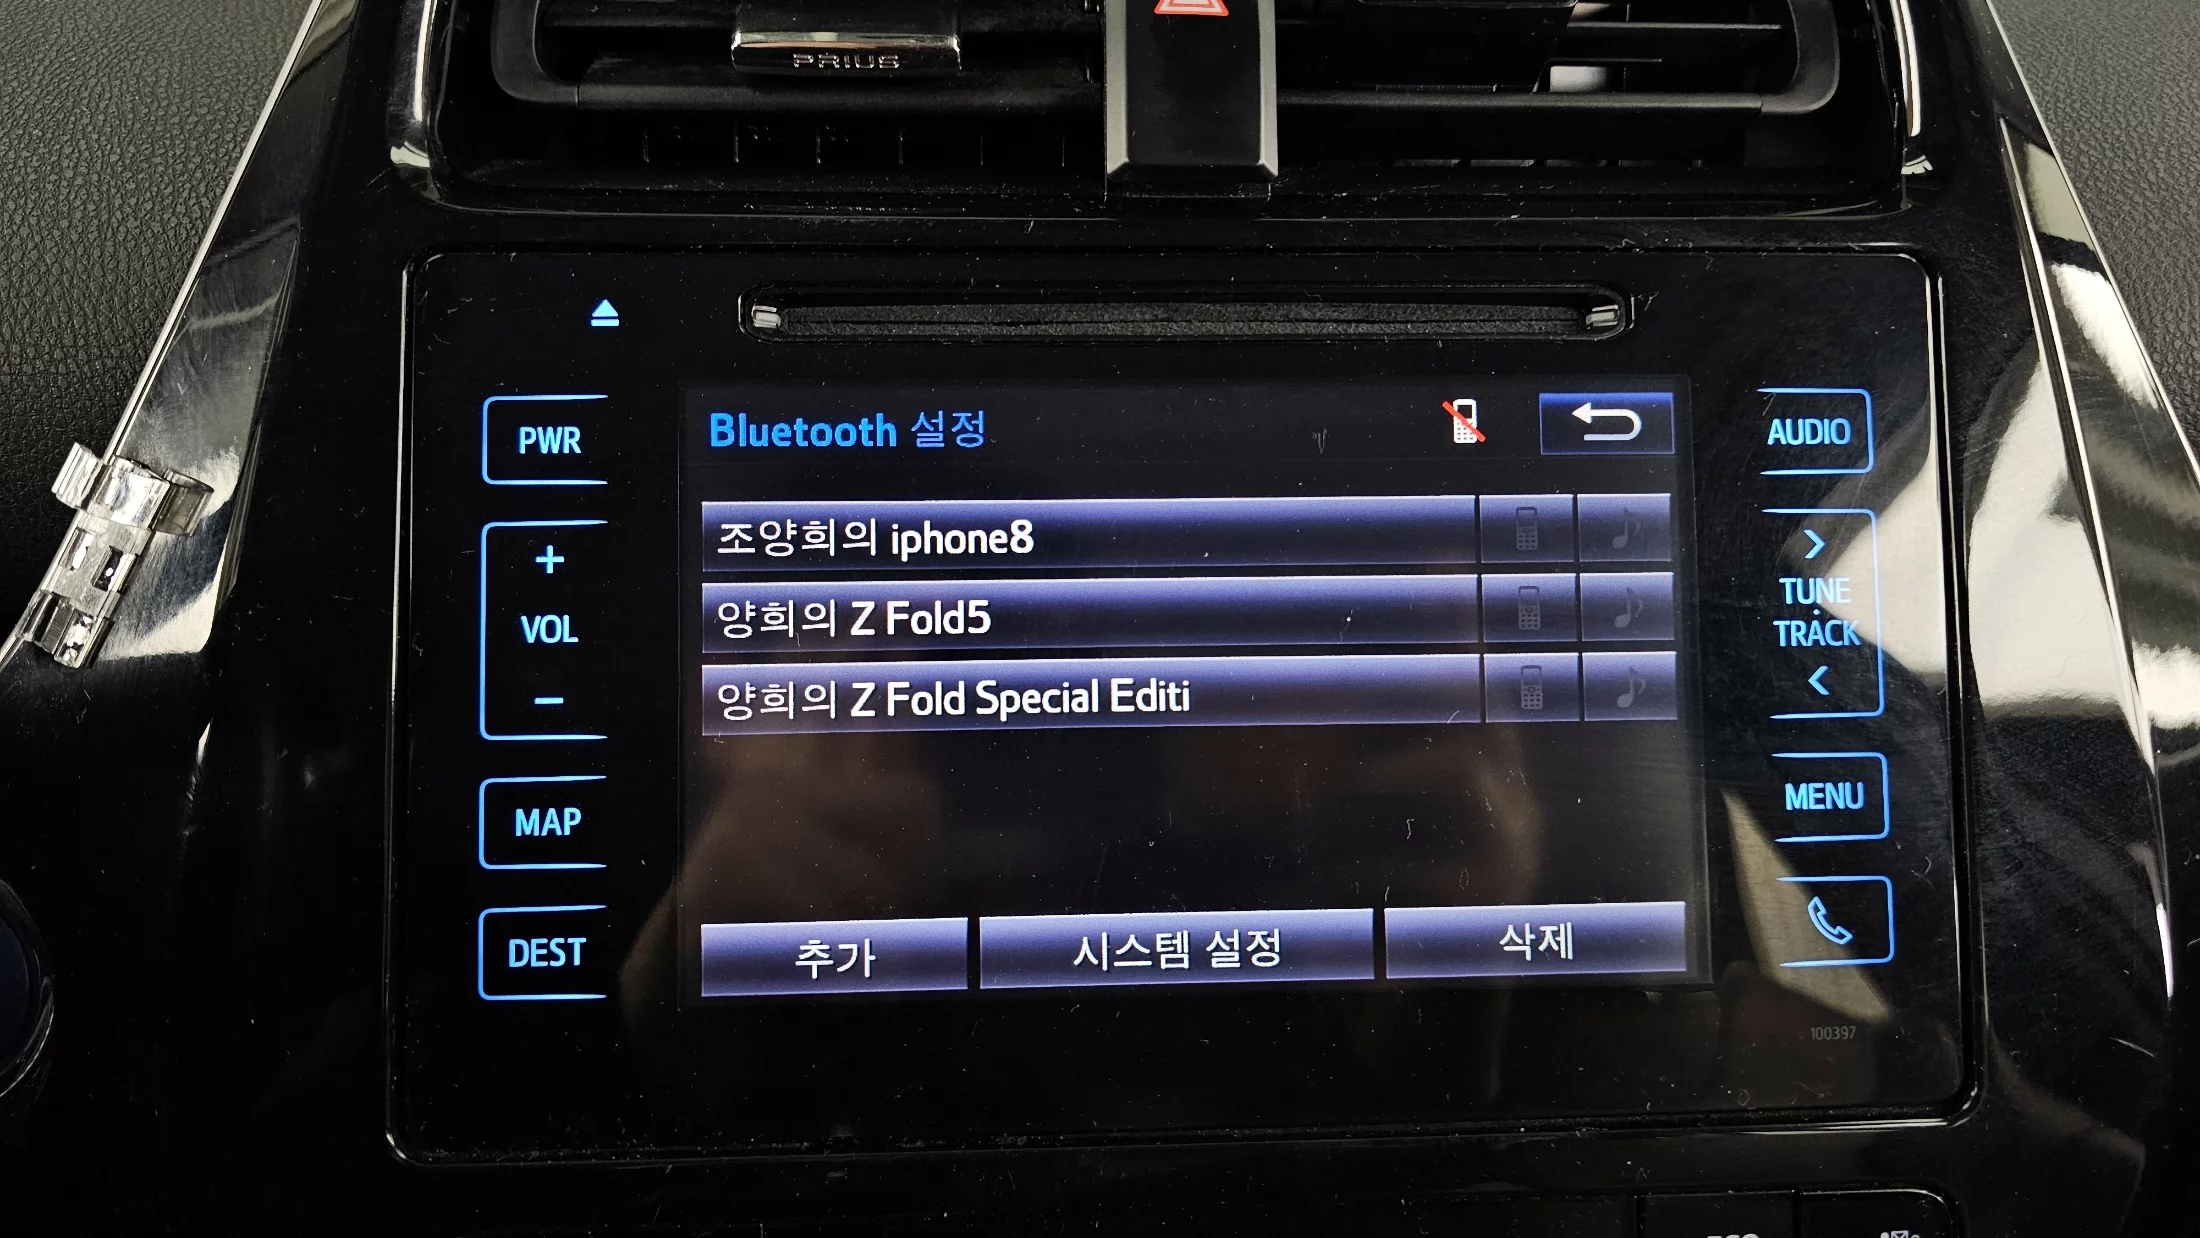 PRIUS
PWR
+
VOL
−
MAP
DEST
Bluetooth 설정
조양희의 iphone8
양희의 Z Fold5
양희의 Z Fold Special Editi
추가
시스템 설정
삭제
AUDIO
>
TUNE
·
TRACK
<
MENU
100397